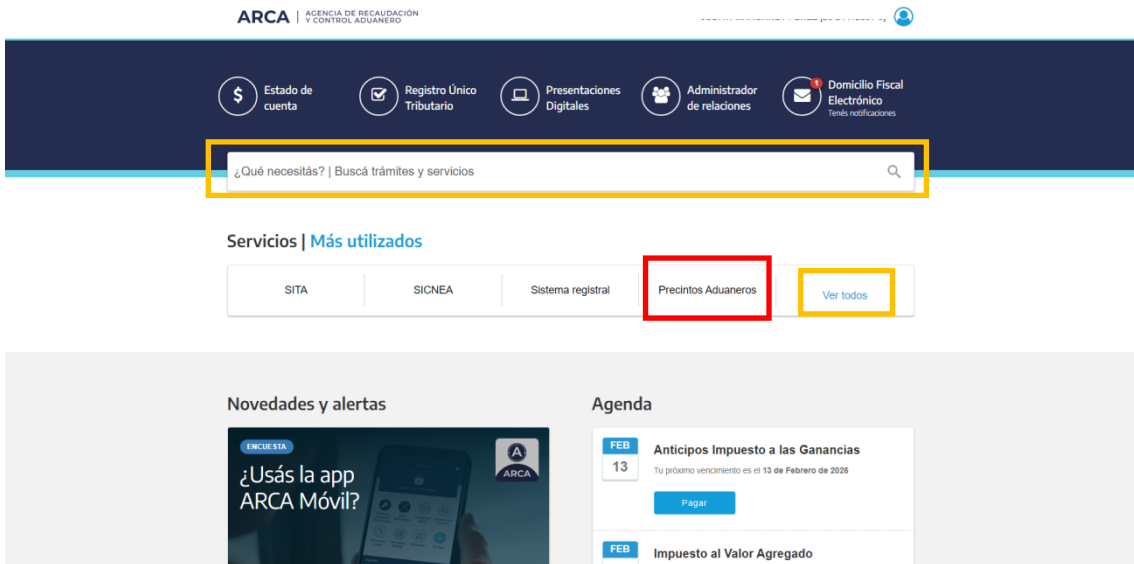 ARCA | AGENCIA DE RECAUDACIÓN
Y CONTROL ADUANERO
$ Estado de
cuenta
Registro Único
Tributario
Presentaciones
Digitales
Administrador
de relaciones
1
Domicilio Fiscal
Electrónico
Tenés notificaciones
¿Qué necesitás? | Buscá trámites y servicios
Servicios | Más utilizados
SITA
SICNEA
Sistema registral
Precintos Aduaneros
Ver todos
Novedades y alertas
ENCUESTA
¿Usás la app
ARCA Móvil?
A
ARCA
Agenda
FEB
13
Anticipos Impuesto a las Ganancias
Tu próximo vencimiento es el 13 de Febrero de 2026
Pagar
FEB
Impuesto al Valor Agregado